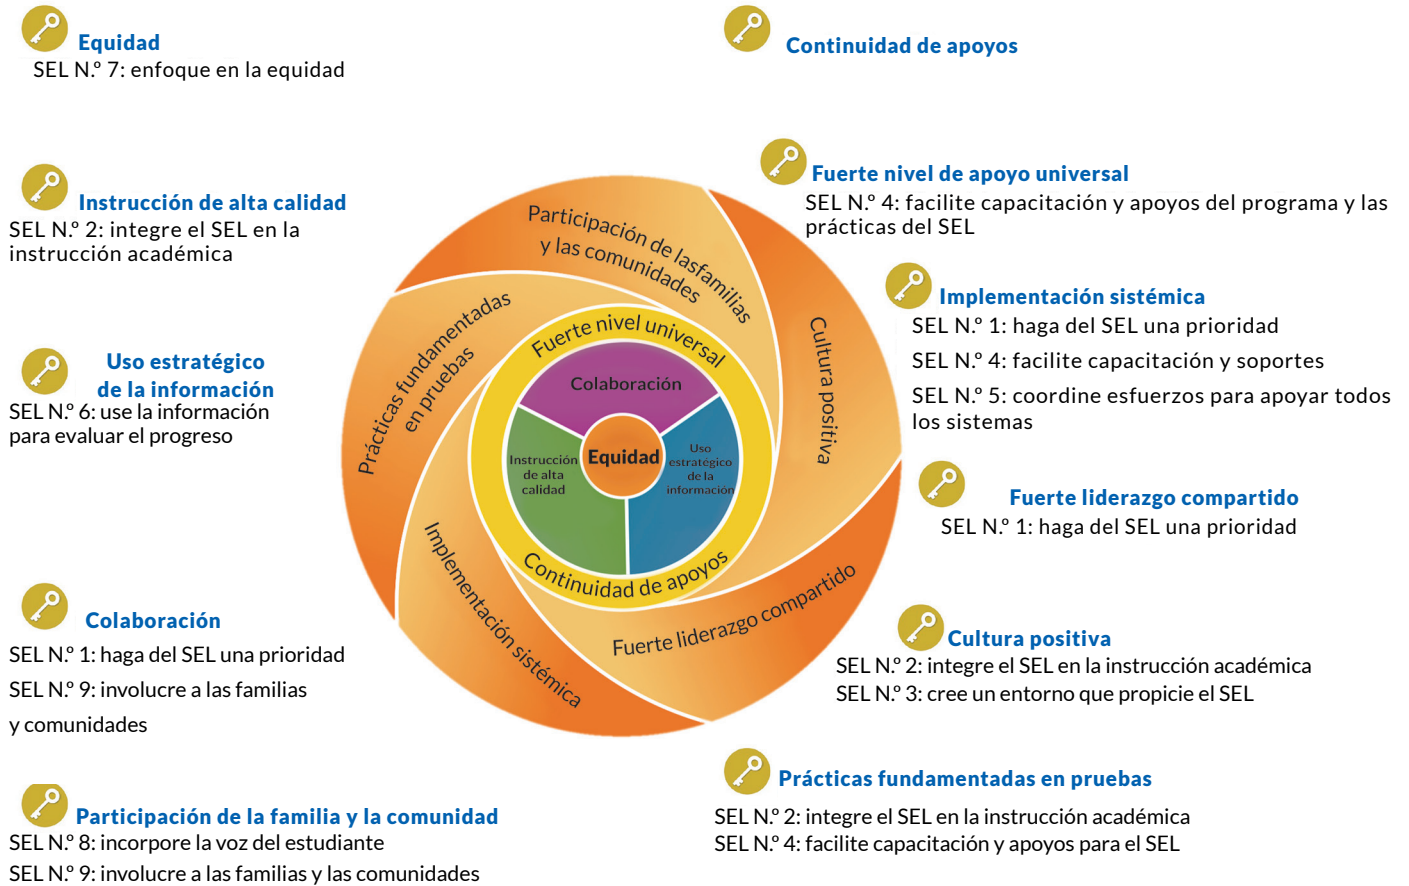 Equidad
SEL N.º 7: enfoque en la equidad
Continuidad de apoyos
Instrucción de alta calidad
SEL N.º 2: integre el SEL en la
instrucción académica
Fuerte nivel de apoyo universal
SEL N.º 4: facilite capacitación y apoyos del programa y las
prácticas del SEL
Implementación sistémica
SEL N.º 1: haga del SEL una prioridad
SEL N.º 4: facilite capacitación y soportes
SEL N.º 5: coordine esfuerzos para apoyar todos
los sistemas
Uso estratégico
de la información
SEL N.º 6: use la información
para evaluar el progreso
Participación de lasfamilias
y las comunidades
Cultura positiva
Prácticas fundamentadas
en pruebas
Fuerte nivel universal
Colaboración
Equidad
Instrucción
de alta
calidad
Uso
estratégico
de la
información
Continuidad de apoyos
Implementación sistémica
Fuerte liderazgo compartido
Fuerte liderazgo compartido
SEL N.º 1: haga del SEL una prioridad
Colaboración
SEL N.º 1: haga del SEL una prioridad
SEL N.º 9: involucre a las familias
y comunidades
Cultura positiva
SEL N.º 2: integre el SEL en la instrucción académica
SEL N.º 3: cree un entorno que propicie el SEL
Participación de la familia y la comunidad
SEL N.º 8: incorpore la voz del estudiante
SEL N.º 9: involucre a las familias y las comunidades
Prácticas fundamentadas en pruebas
SEL N.º 2: integre el SEL en la instrucción académica
SEL N.º 4: facilite capacitación y apoyos para el SEL